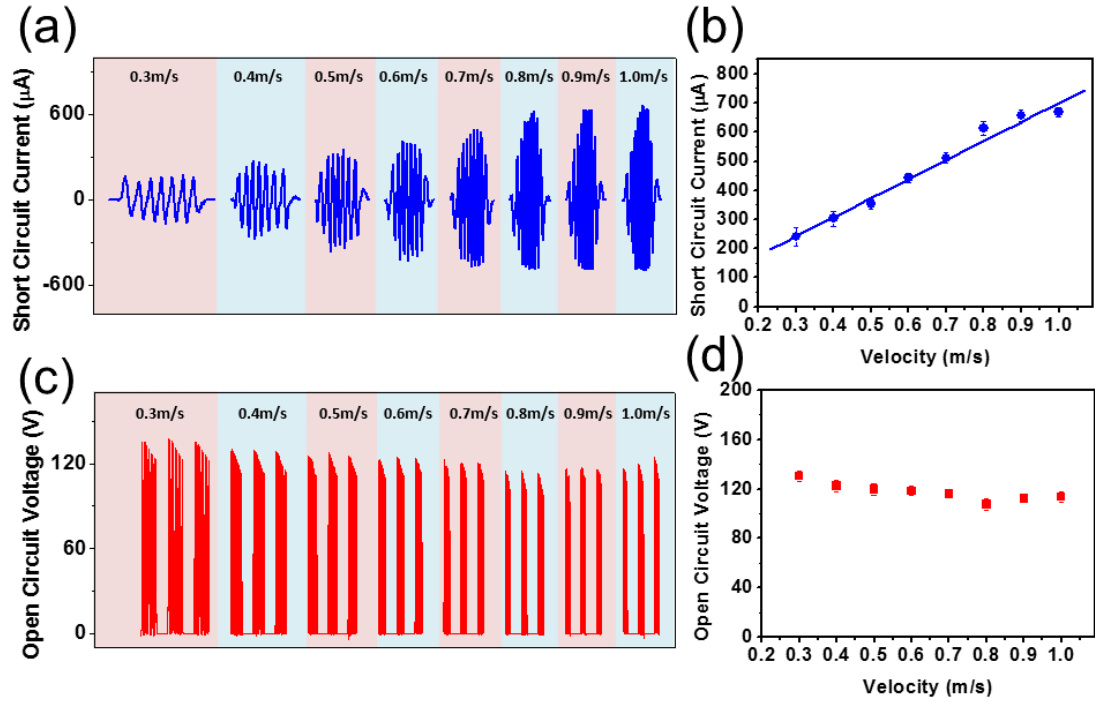 (a)
0.3m/s 0.4m/s 0.5m/s 0.6m/s 0.7m/s 0.8m/s 0.9m/s 1.0m/s
Short Circuit Current (μA)
600
0
-600
(b)
Short Circuit Current (μA)
800
700
600
500
400
300
200
100
0
0.2 0.3 0.4 0.5 0.6 0.7 0.8 0.9 1.0
Velocity (m/s)
(c)
0.3m/s 0.4m/s 0.5m/s 0.6m/s 0.7m/s 0.8m/s 0.9m/s 1.0m/s
Open Circuit Voltage (V)
120
60
0
(d)
Open Circuit Voltage (V)
200
160
120
80
40
0
0.2 0.3 0.4 0.5 0.6 0.7 0.8 0.9 1.0
Velocity (m/s)